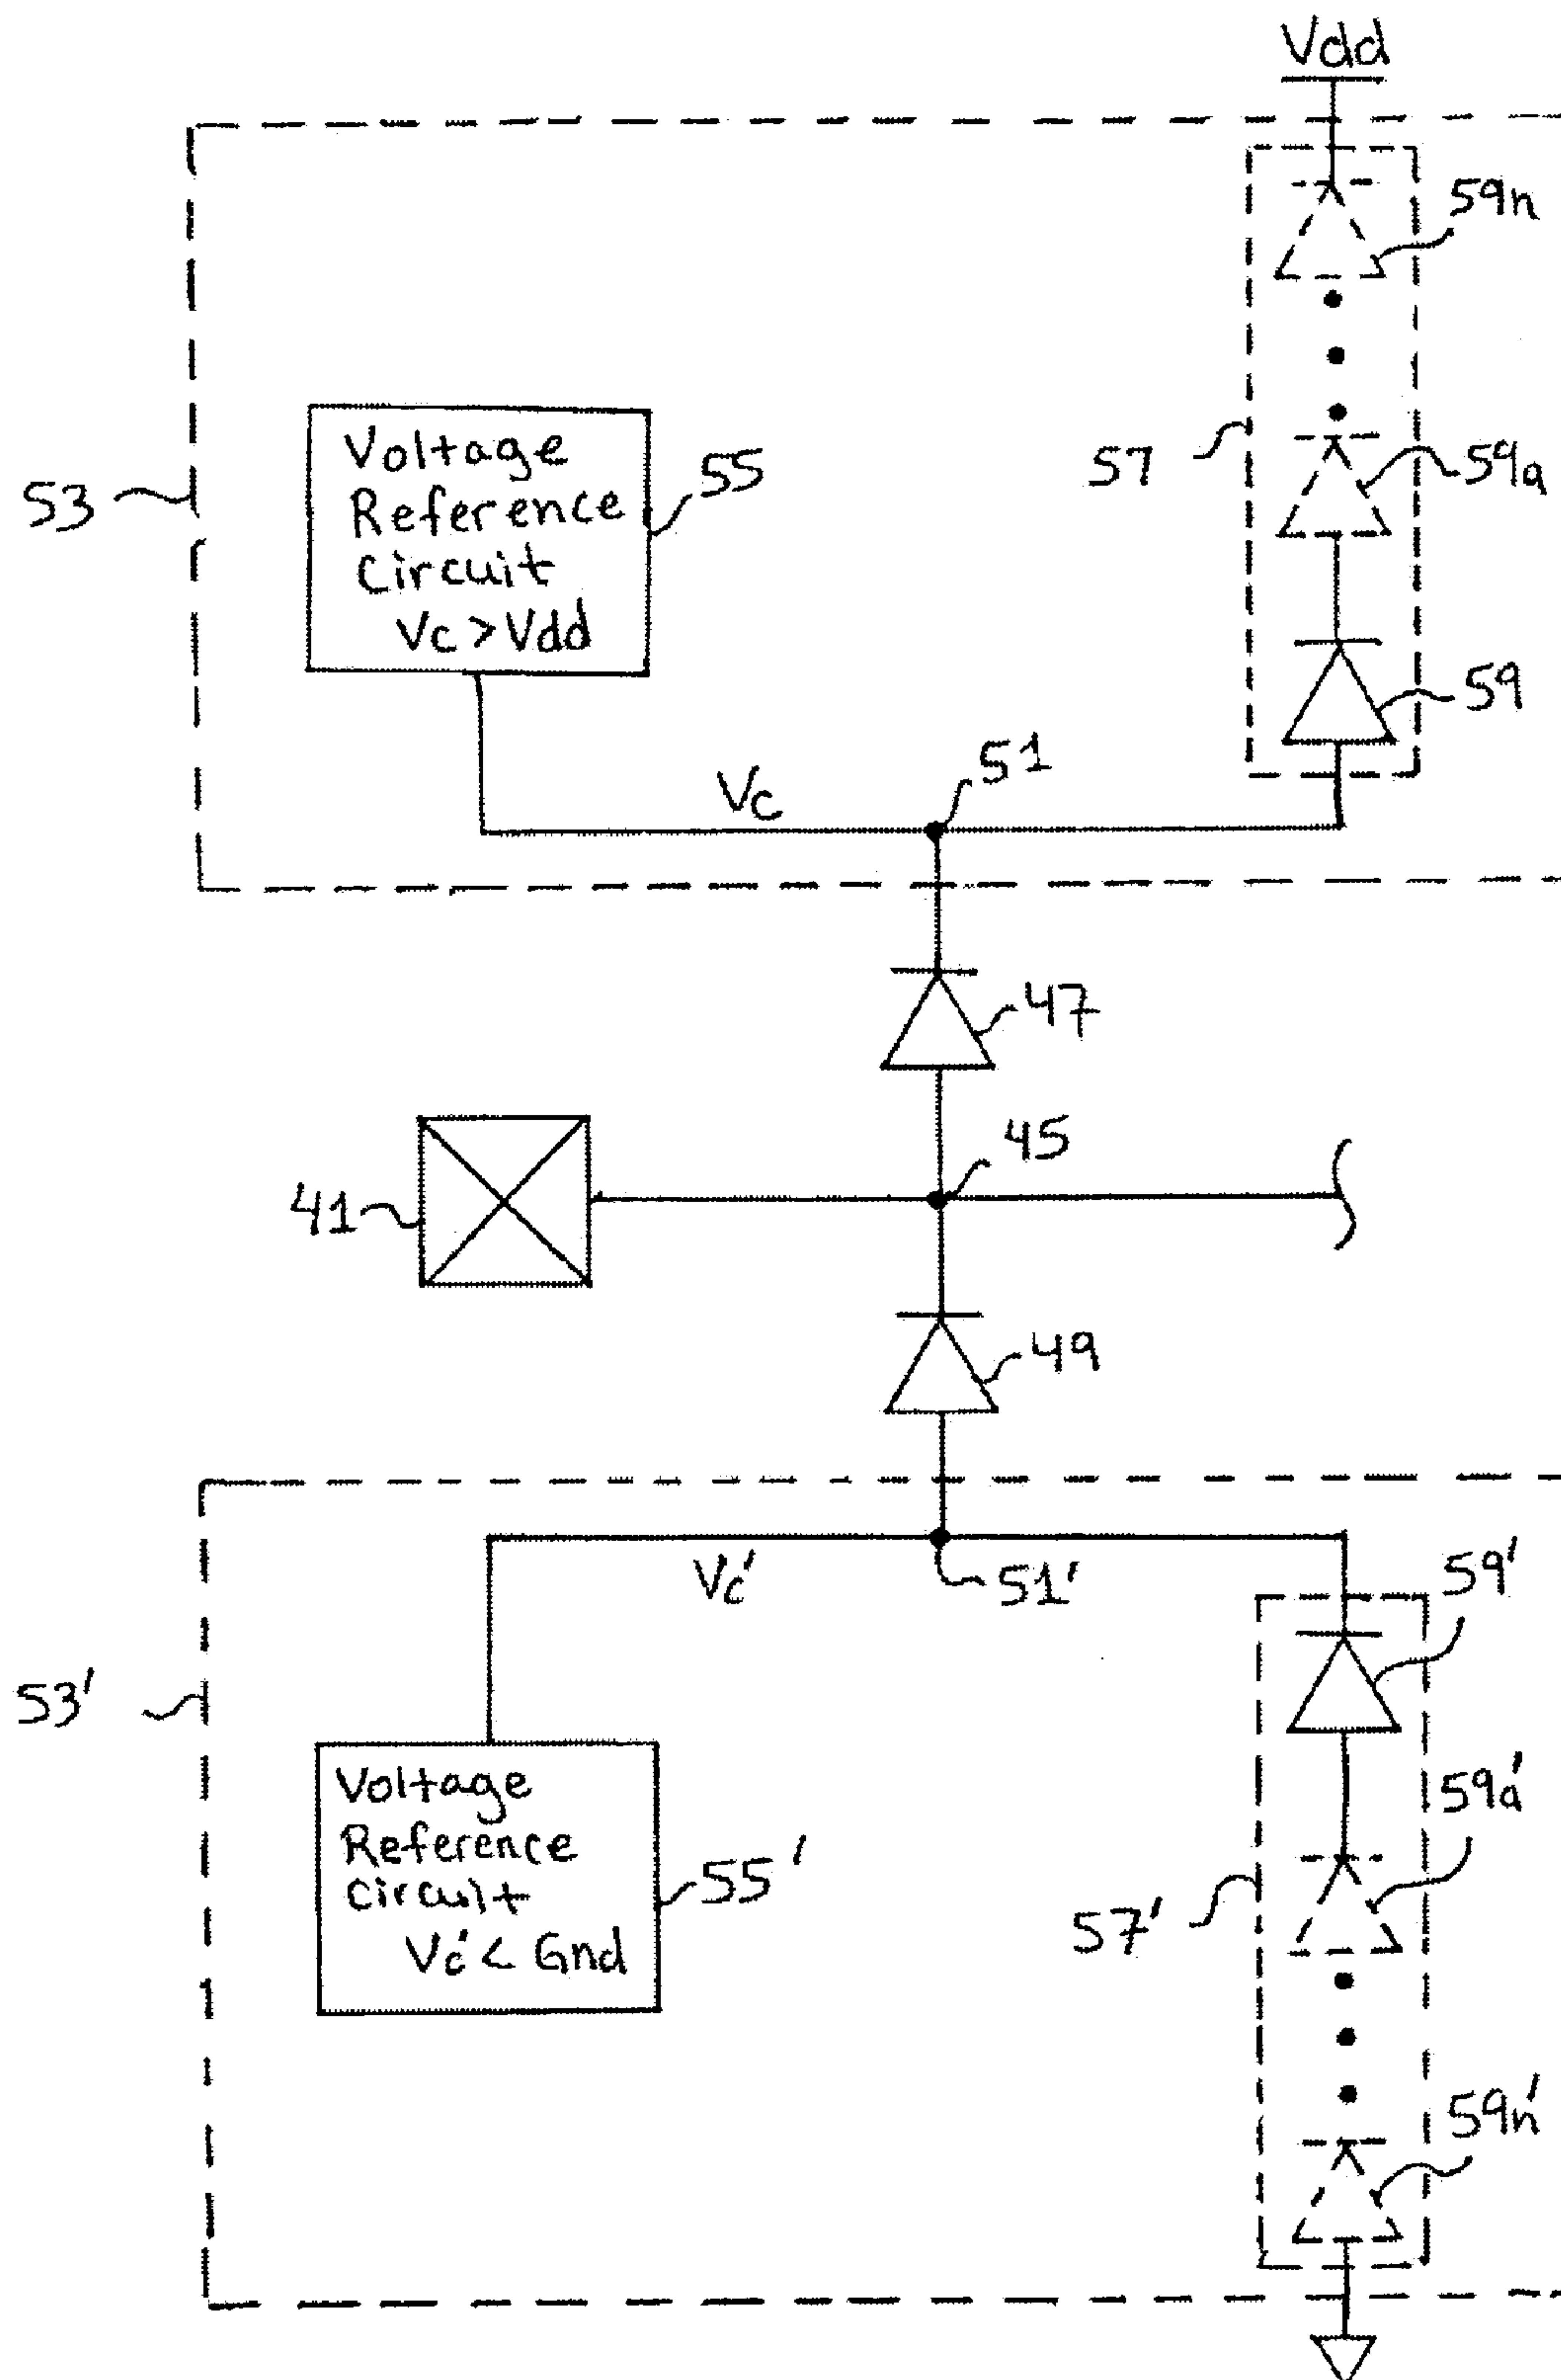 Vdd
59n
53
Voltage
Reference
Circuit
Vc > Vdd
55
57
59a
59
Vc
51
47
41
45
49
Vc'
51'
59'
53'
Voltage
Reference
Circuit
Vc' < Gnd
55'
57'
59a'
59n'